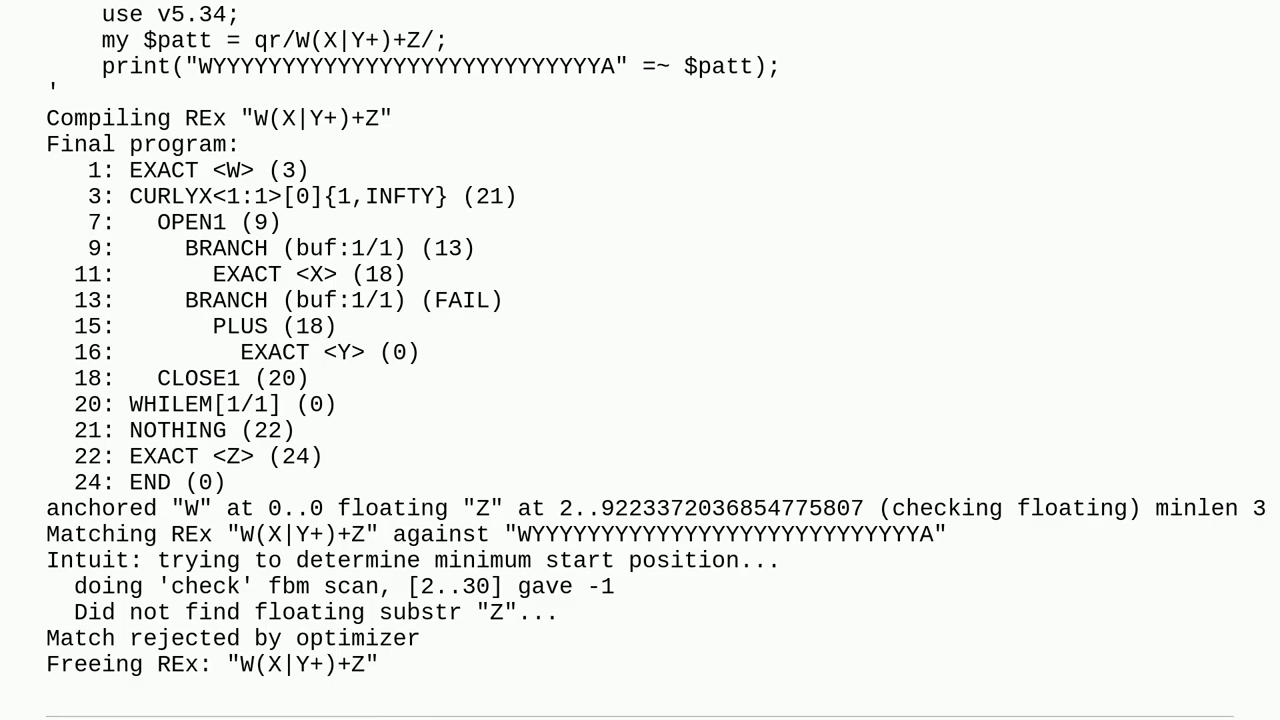 use v5.34;
    my $patt = qr/W(X|Y+)+Z/;
    print("WYYYYYYYYYYYYYYYYYYYYYYYYYYYYA" =~ $patt);
'
Compiling REx "W(X|Y+)+Z"
Final program:
   1: EXACT <W> (3)
   3: CURLYX<1:1>[0]{1,INFTY} (21)
   7:   OPEN1 (9)
   9:     BRANCH (buf:1/1) (13)
  11:       EXACT <X> (18)
  13:     BRANCH (buf:1/1) (FAIL)
  15:       PLUS (18)
  16:         EXACT <Y> (0)
  18:   CLOSE1 (20)
  20: WHILEM[1/1] (0)
  21: NOTHING (22)
  22: EXACT <Z> (24)
  24: END (0)
anchored "W" at 0..0 floating "Z" at 2..9223372036854775807 (checking floating) minlen 3
Matching REx "W(X|Y+)+Z" against "WYYYYYYYYYYYYYYYYYYYYYYYYYYYYA"
Intuit: trying to determine minimum start position...
  doing 'check' fbm scan, [2..30] gave -1
  Did not find floating substr "Z"...
Match rejected by optimizer
Freeing REx: "W(X|Y+)+Z"